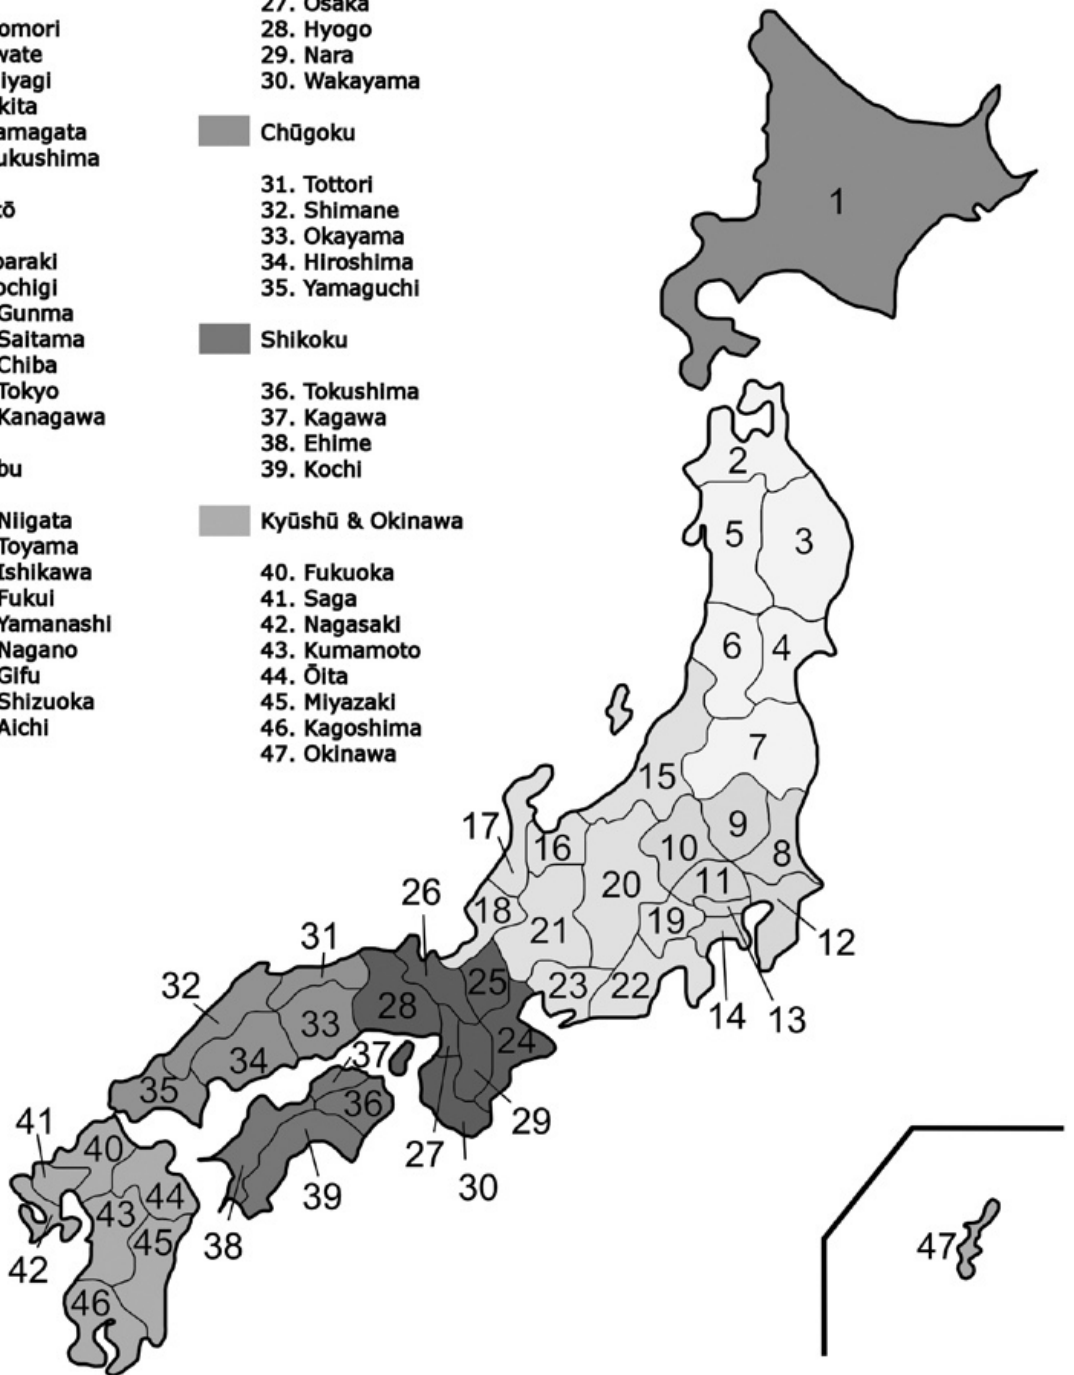 omori
wate
iyagi
kita
amagata
ukushima
tō
baraki
ochigi
Gunma
Saitama
Chiba
Tokyo
Kanagawa
bu
Niigata
Toyama
Ishikawa
Fukui
Yamanashi
Nagano
Gifu
Shizuoka
Aichi
27. Osaka
28. Hyogo
29. Nara
30. Wakayama
Chūgoku
31. Tottori
32. Shimane
33. Okayama
34. Hiroshima
35. Yamaguchi
Shikoku
36. Tokushima
37. Kagawa
38. Ehime
39. Kochi
Kyūshū & Okinawa
40. Fukuoka
41. Saga
42. Nagasaki
43. Kumamoto
44. Ōita
45. Miyazaki
46. Kagoshima
47. Okinawa
1
2
5
3
6
4
7
15
9
17
16
10
8
11
20
26
18
19
21
12
31
25
32
23
22
28
14
13
33
24
37
34
35
36
41
29
40
27
30
44
39
43
45
38
42
47
46